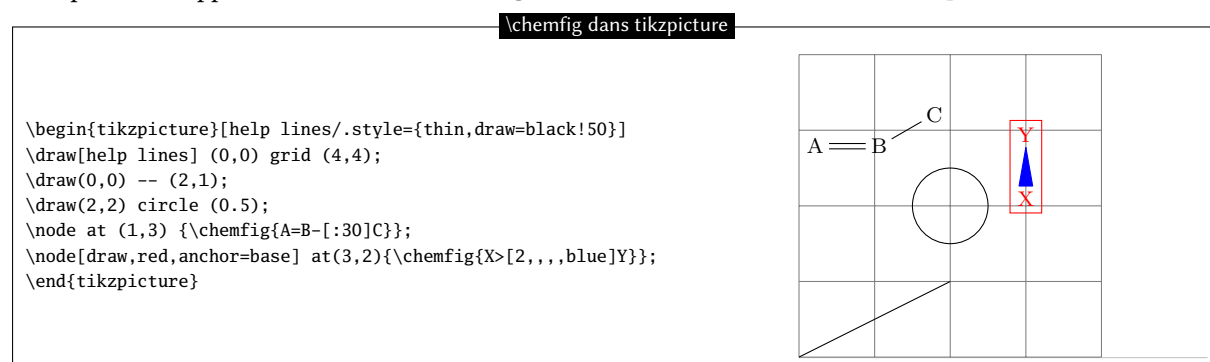 \chemfig dans tikzpicture
\begin{tikzpicture}[help lines/.style={thin,draw=black!50}]
\draw[help lines] (0,0) grid (4,4);
\draw(0,0) -- (2,1);
\draw(2,2) circle (0.5);
\node at (1,3) {\chemfig{A=B-[:30]C}};
\node[draw,red,anchor=base] at(3,2){\chemfig{X>[2,,,,blue]Y}};
\end{tikzpicture}
C
A B
Y
X